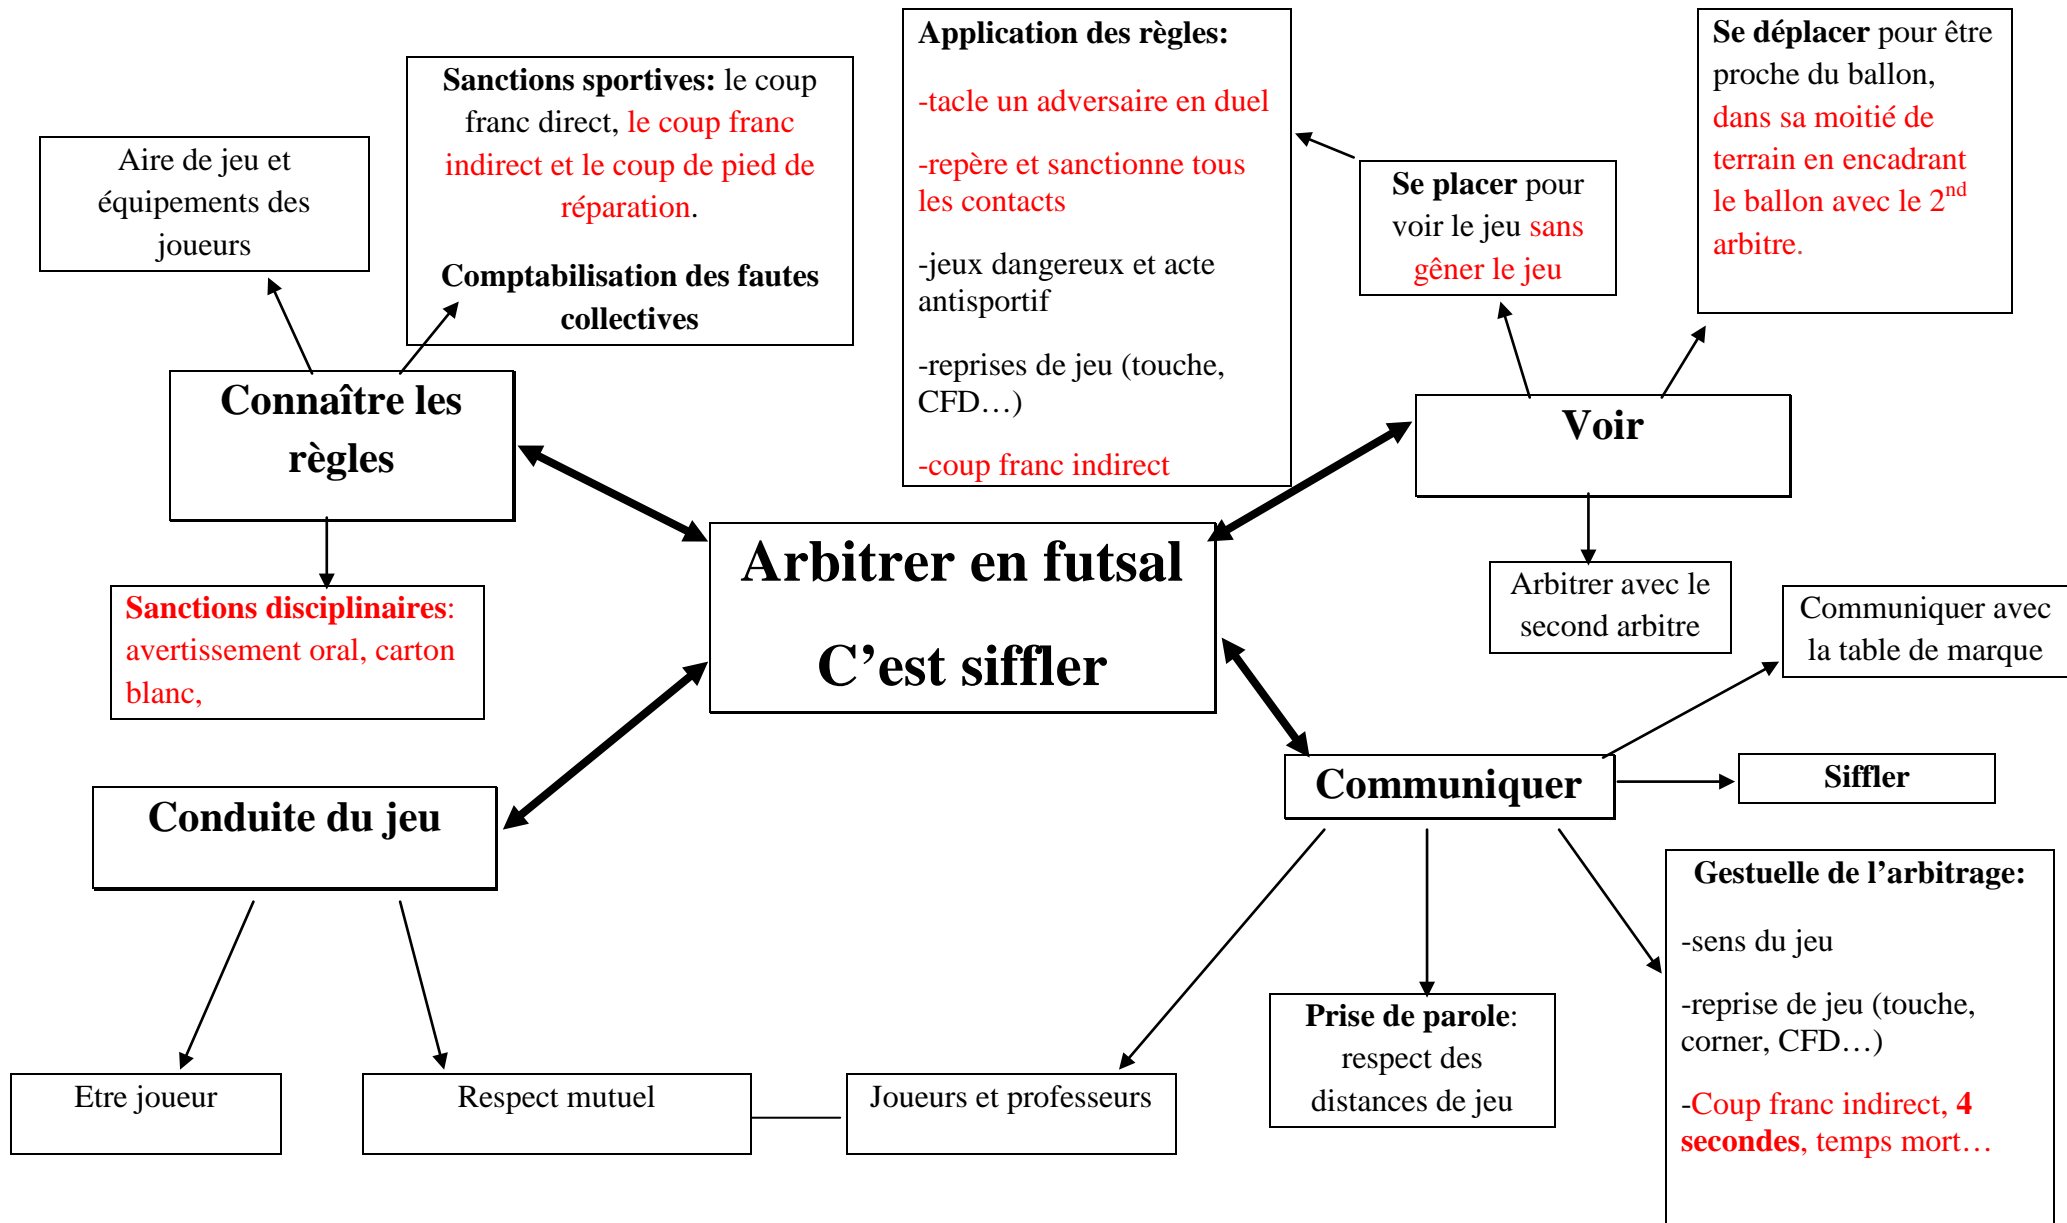 Aire de jeu et
équipements des
joueurs
Sanctions sportives: le coup
franc direct, le coup franc
indirect et le coup de pied de
réparation.
Comptabilisation des fautes
collectives
Application des règles:
-tacle un adversaire en duel
-repère et sanctionne tous
les contacts
-jeux dangereux et acte
antisportif
-reprises de jeu (touche,
CFD…)
-coup franc indirect
Se placer pour
voir le jeu sans
gêner le jeu
Se déplacer pour être
proche du ballon,
dans sa moitié de
terrain en encadrant
le ballon avec le 2nd
arbitre.
Connaître les
règles
Voir
Arbitrer en futsal
C’est siffler
Sanctions disciplinaires:
avertissement oral, carton
blanc,
Arbitrer avec le
second arbitre
Communiquer avec
la table de marque
Conduite du jeu
Communiquer
Siffler
Gestuelle de l’arbitrage:
-sens du jeu
-reprise de jeu (touche,
corner, CFD…)
-Coup franc indirect, 4
secondes, temps mort…
Prise de parole:
respect des
distances de jeu
Etre joueur
Respect mutuel
Joueurs et professeurs